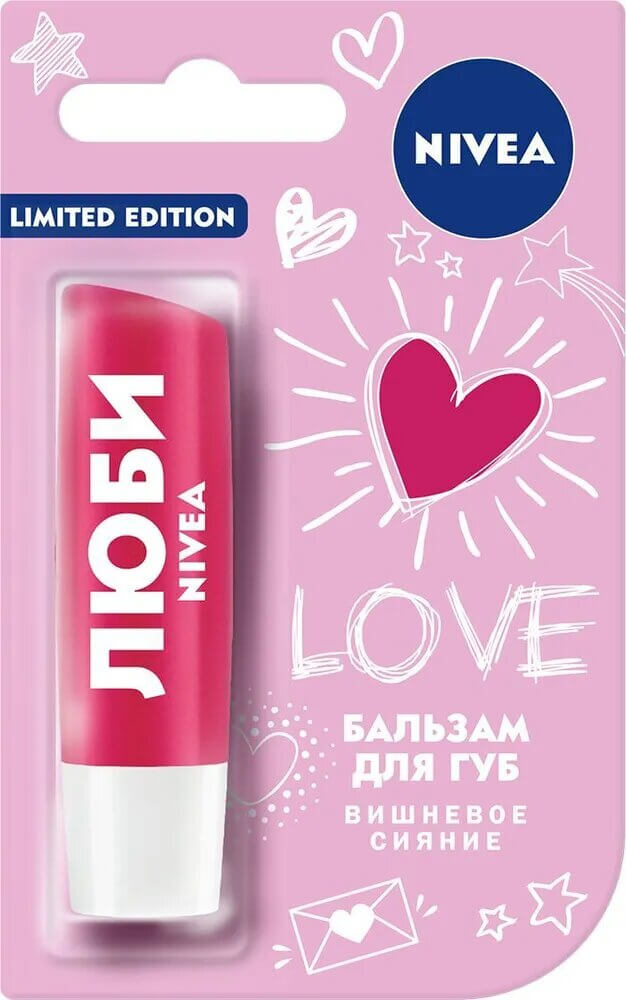 NIVEA
LIMITED EDITION
ЛЮБИ
NIVEA
LOVE
БАЛЬЗАМ
ДЛЯ ГУБ
ВИШНЕВОЕ
СИЯНИЕ